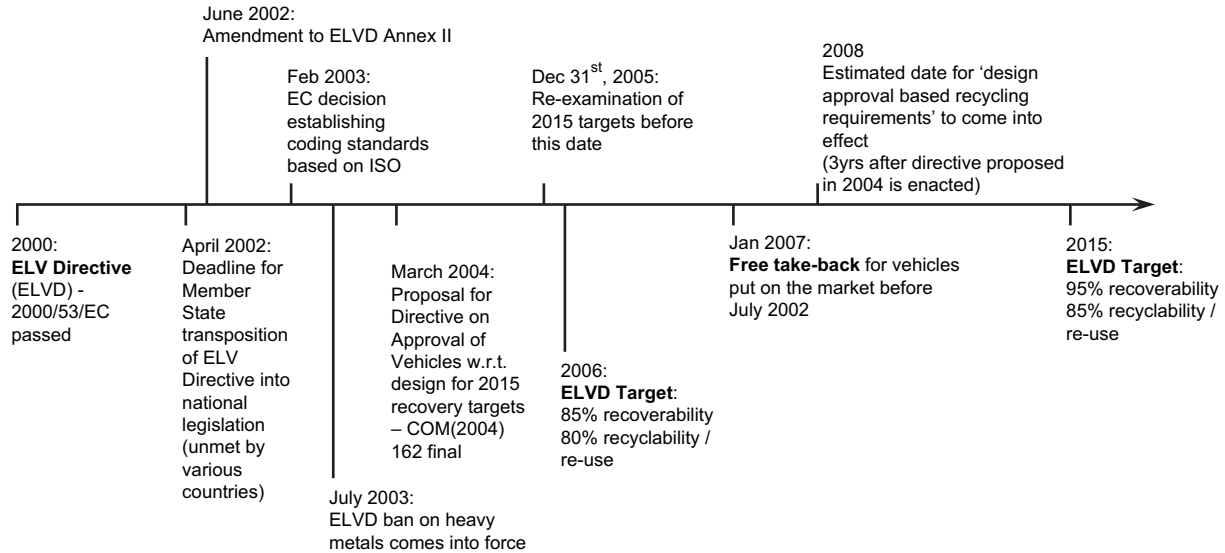 June 2002:
Amendment to ELVD Annex II
Feb 2003:
EC decision
establishing
coding standards
based on ISO
Dec 31st, 2005:
Re-examination of
2015 targets before
this date
2008
Estimated date for ‘design
approval based recycling
requirements’ to come into
effect
(3yrs after directive proposed
in 2004 is enacted)
2000:
ELV Directive
(ELVD) -
2000/53/EC
passed
April 2002:
Deadline for
Member
State
transposition
of ELV
Directive into
national
legislation
(unmet by
various
countries)
July 2003:
ELVD ban on heavy
metals comes into force
March 2004:
Proposal for
Directive on
Approval of
Vehicles w.r.t.
design for 2015
recovery targets
– COM(2004)
162 final
2006:
ELVD Target:
85% recoverability
80% recyclability /
re-use
Jan 2007:
Free take-back for vehicles
put on the market before
July 2002
2015:
ELVD Target:
95% recoverability
85% recyclability /
re-use